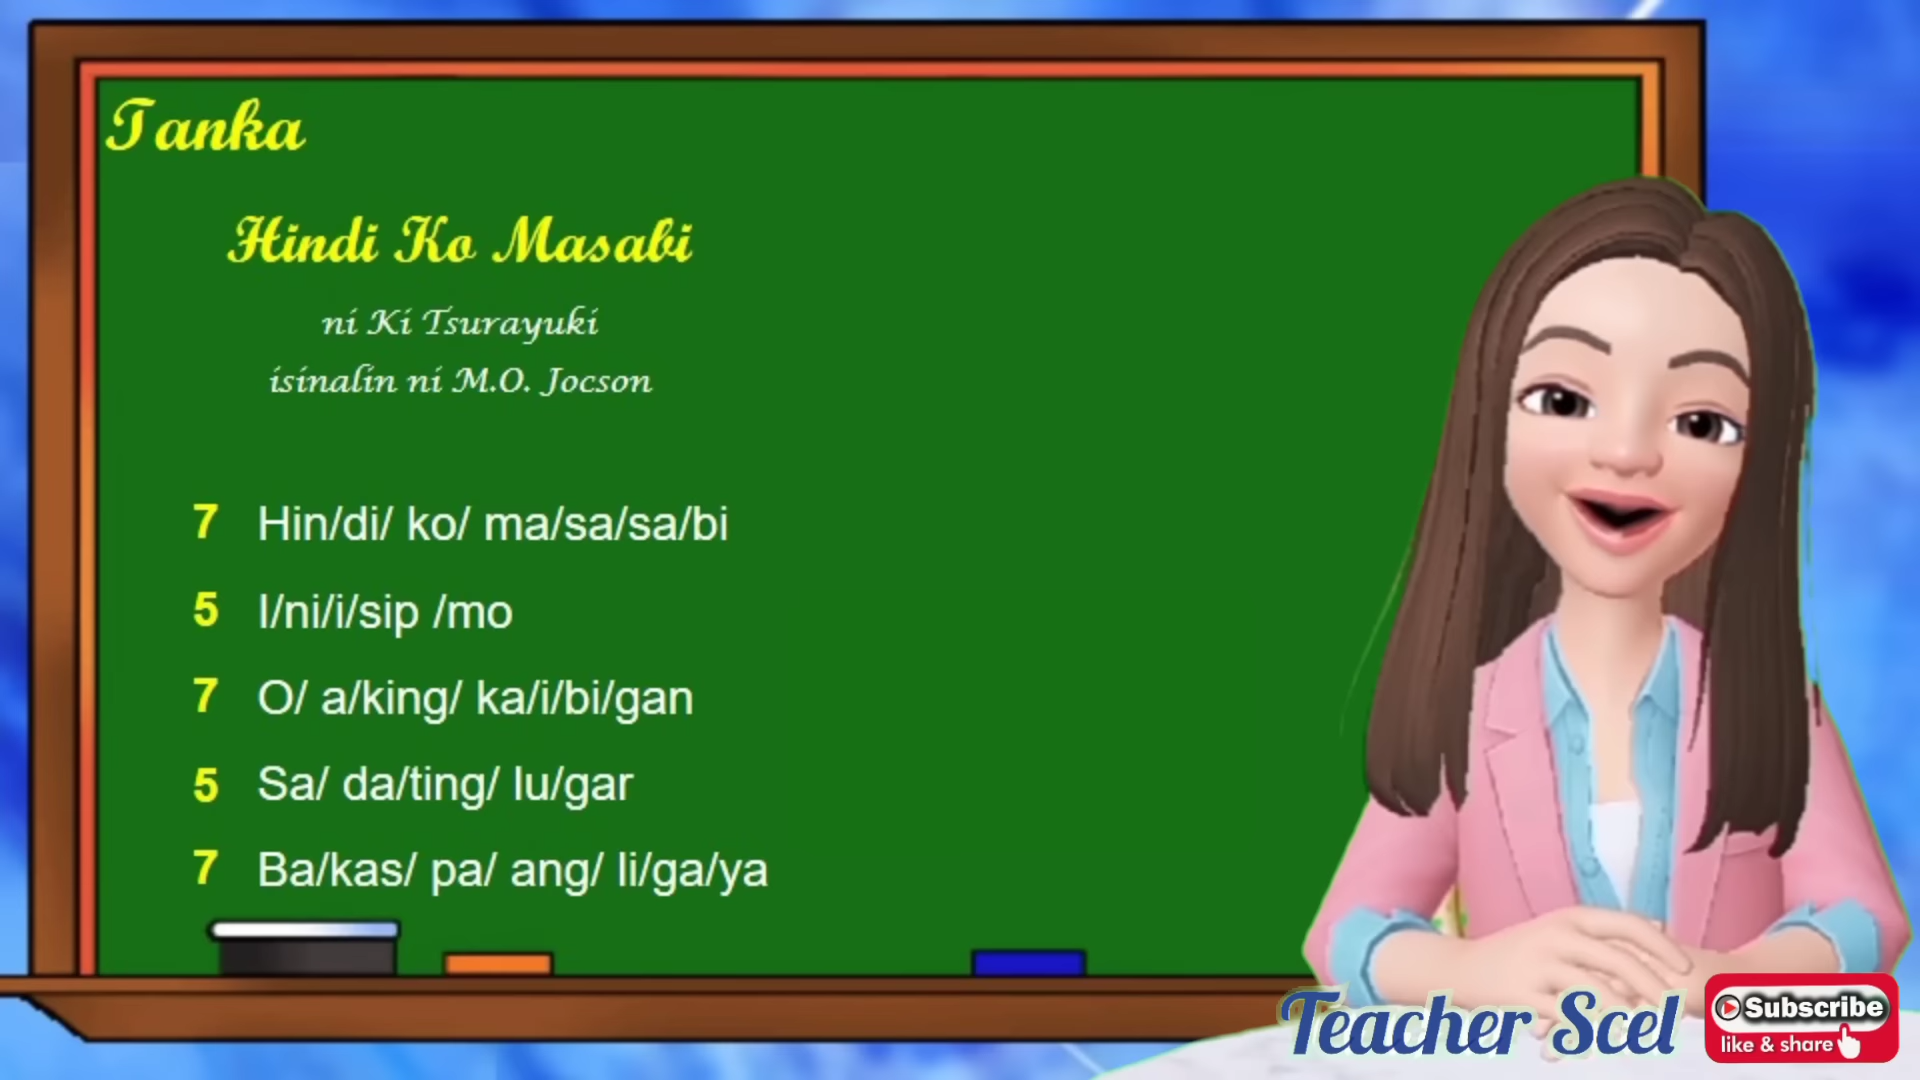 Tanka
Hindi Ko Masabi
ni Ki Tsurayuki
isinalin ni M.O. Jocson
7 Hin/di/ ko/ ma/sa/sa/bi
5 I/ni/i/sip /mo
7 O/ a/king/ ka/i/bi/gan
5 Sa/ da/ting/ lu/gar
7 Ba/kas/ pa/ ang/ li/ga/ya
Teacher Scel
Subscribe
like & share